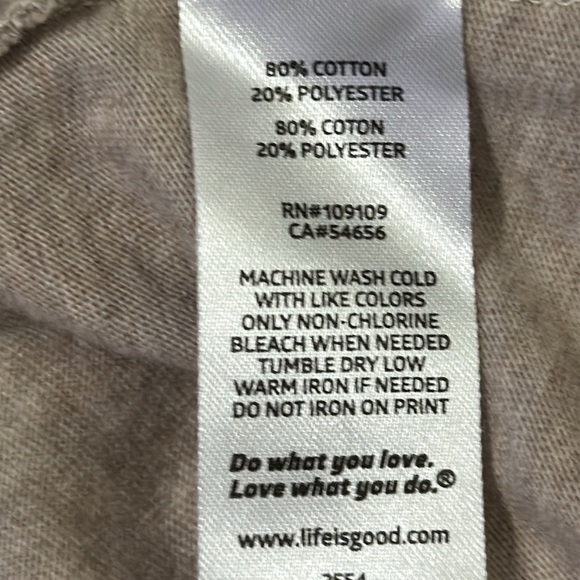 80% COTTON
20% POLYESTER
80% COTON
20% POLYESTER
RN#109109
CA#54656
MACHINE WASH COLD
WITH LIKE COLORS
ONLY NON-CHLORINE
BLEACH WHEN NEEDED
TUMBLE DRY LOW
WARM IRON IF NEEDED
DO NOT IRON ON PRINT
Do what you love.
Love what you do.®
www.lifeisgood.com